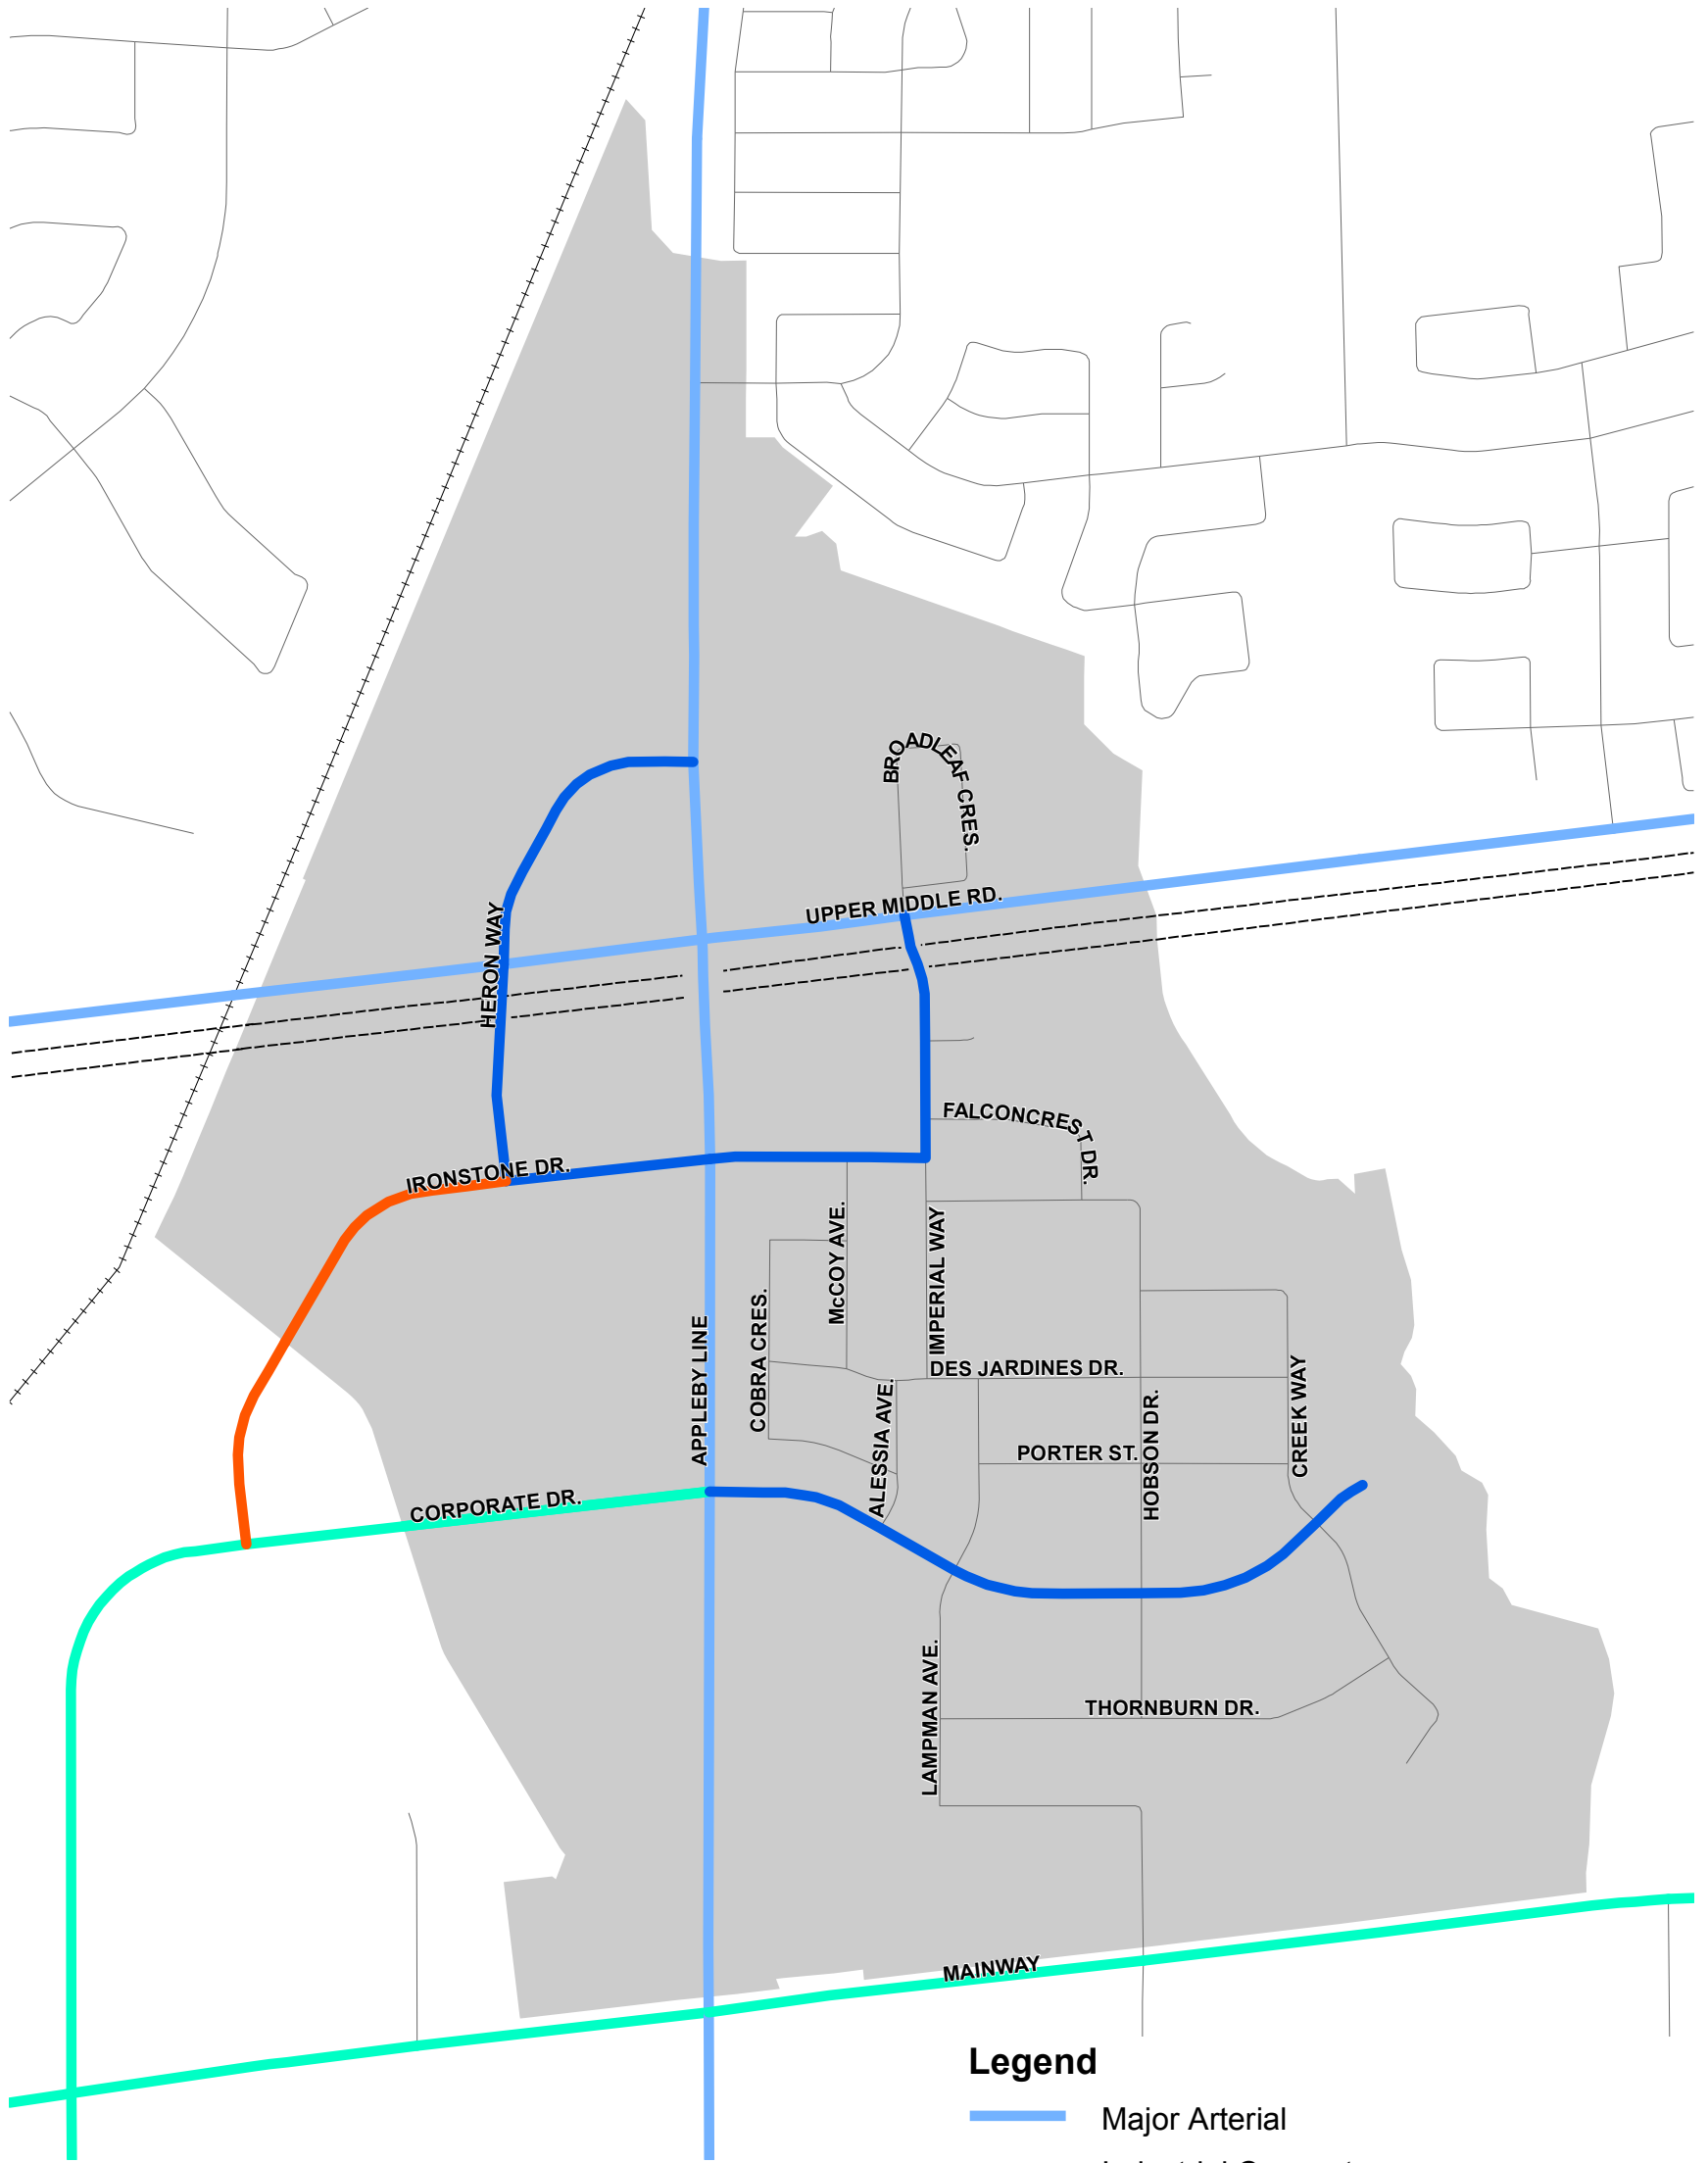 BROADLEAF CRES.
UPPER MIDDLE RD.
HERON WAY
FALCONCREST DR.
IRONSTONE DR.
McCOY AVE.
IMPERIAL WAY
COBRA CRES.
APPLEBY LINE
DES JARDINES DR.
CREEK WAY
ALESSIA AVE.
HOBSON DR.
PORTER ST.
CORPORATE DR.
LAMPMAN AVE.
THORNBURN DR.
MAINWAY
Legend
Major Arterial